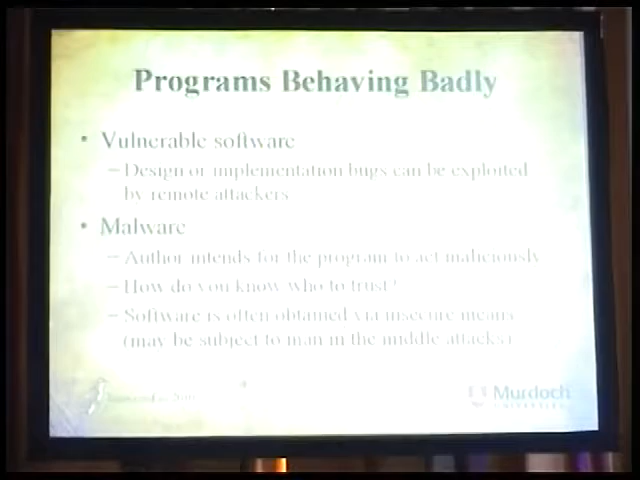 Programs Behaving Badly
• Vulnerable software
– Design or implementation bugs can be exploited
by remote attackers
• Malware
– Author intends for the program to act maliciously
– How do you know who to trust?
– Software is often obtained via insecure means
(may be subject to man in the middle attacks)
Murdoch
UNIVERSITY